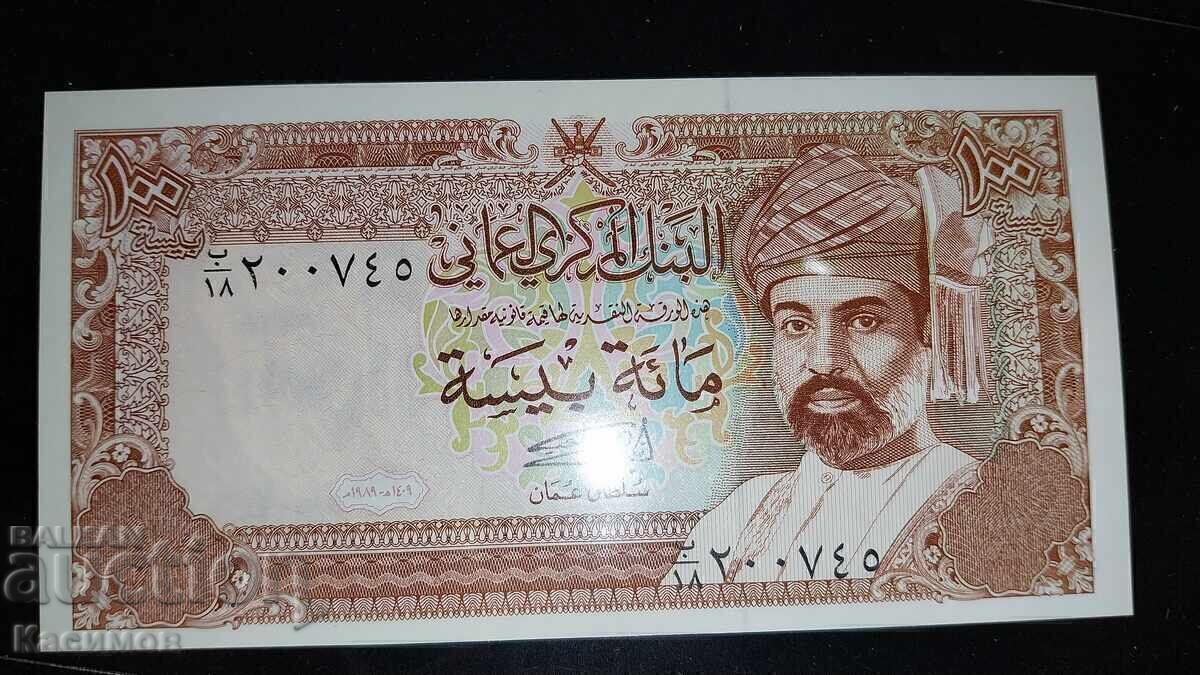 ١٠٠
بيسة
١٠٠
بيسة
البنك المركزي العماني
ب/١٨ ٢٠٠٧٤٥
هذه الورقة النقدية لها قيمة قانونية مقدارها
مائة بيسة
سلطان عمان
١٤٠٩هـ-١٩٨٩م
ب/١٨ ٢٠٠٧٤٥
BALKAN
auction
Касимов